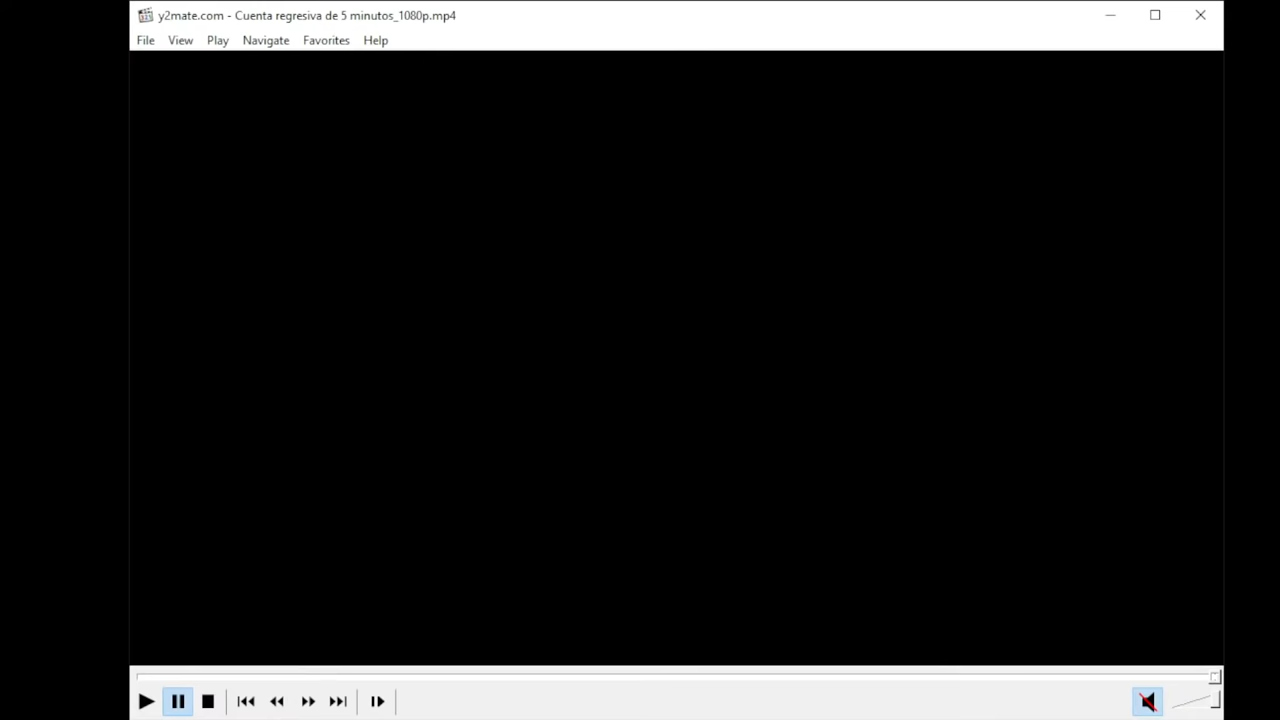 y2mate.com - Cuenta regresiva de 5 minutos_1080p.mp4
File View Play Navigate Favorites Help